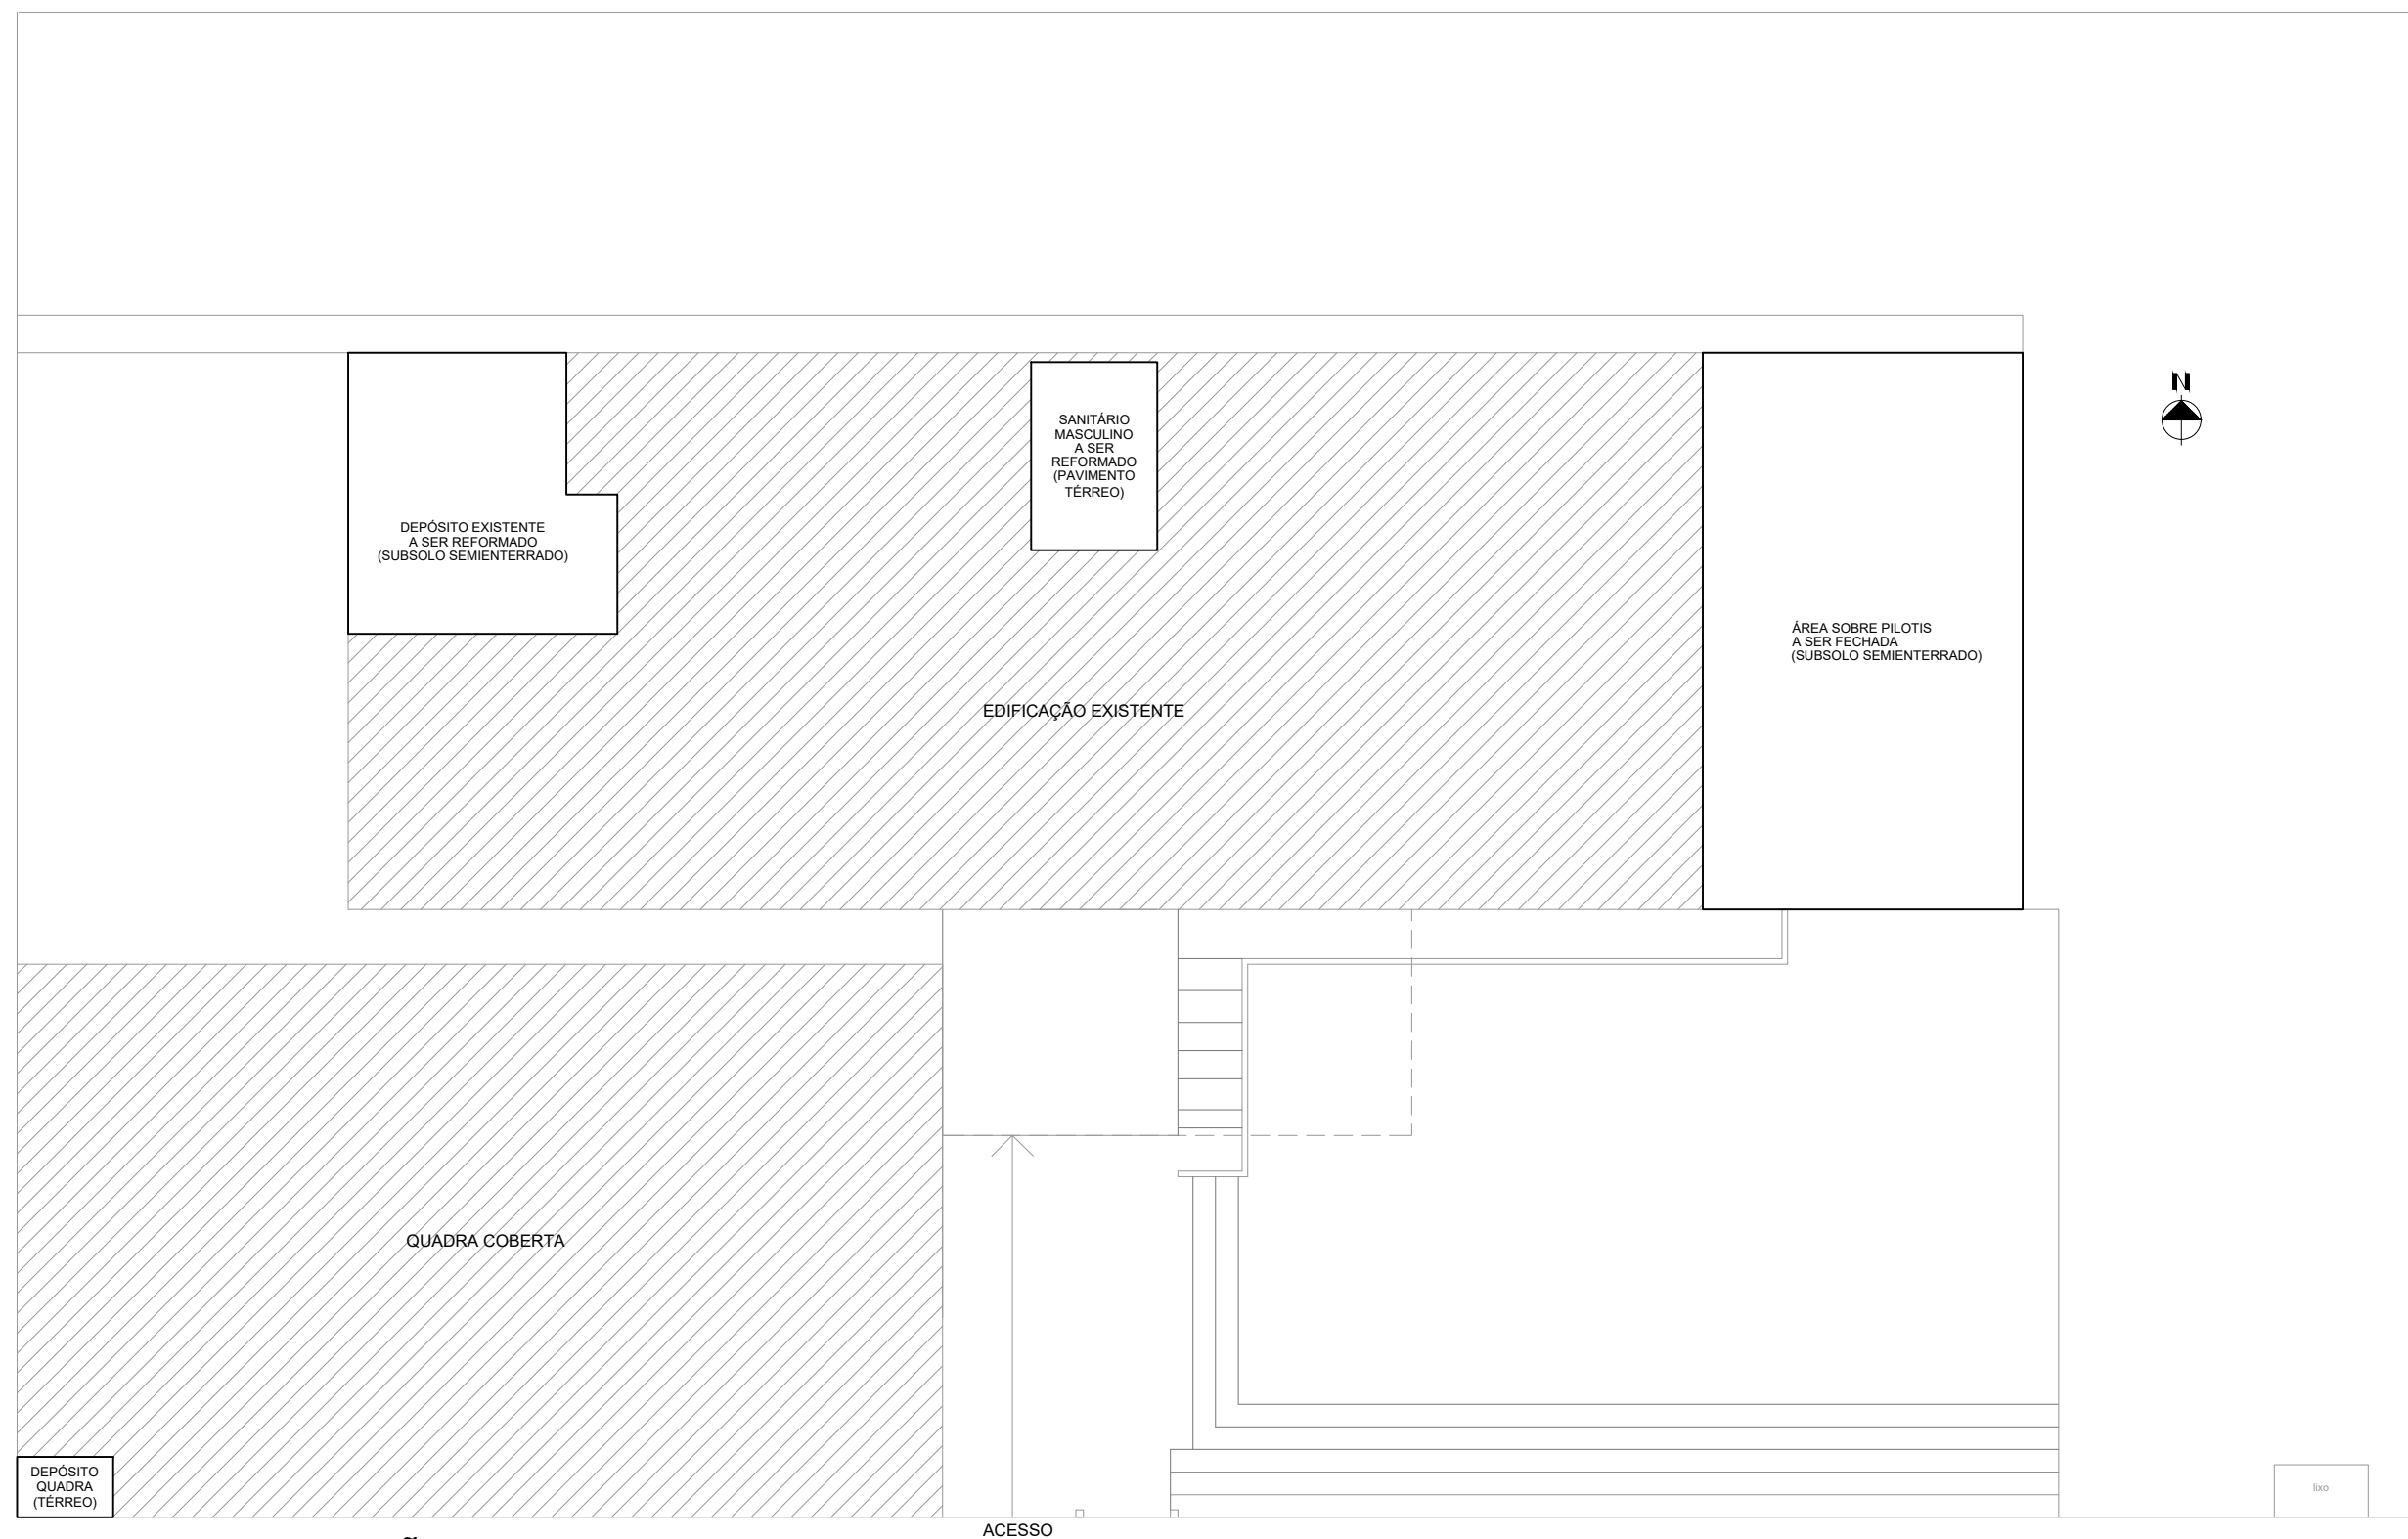 N
SANITÁRIO
MASCULINO
A SER
REFORMADO
(PAVIMENTO
TÉRREO)
DEPÓSITO EXISTENTE
A SER REFORMADO
(SUBSOLO SEMIENTERRADO)
ÁREA SOBRE PILOTIS
A SER FECHADA
(SUBSOLO SEMIENTERRADO)
EDIFICAÇÃO EXISTENTE
QUADRA COBERTA
DEPÓSITO
QUADRA
(TÉRREO)
lixo
ACESSO